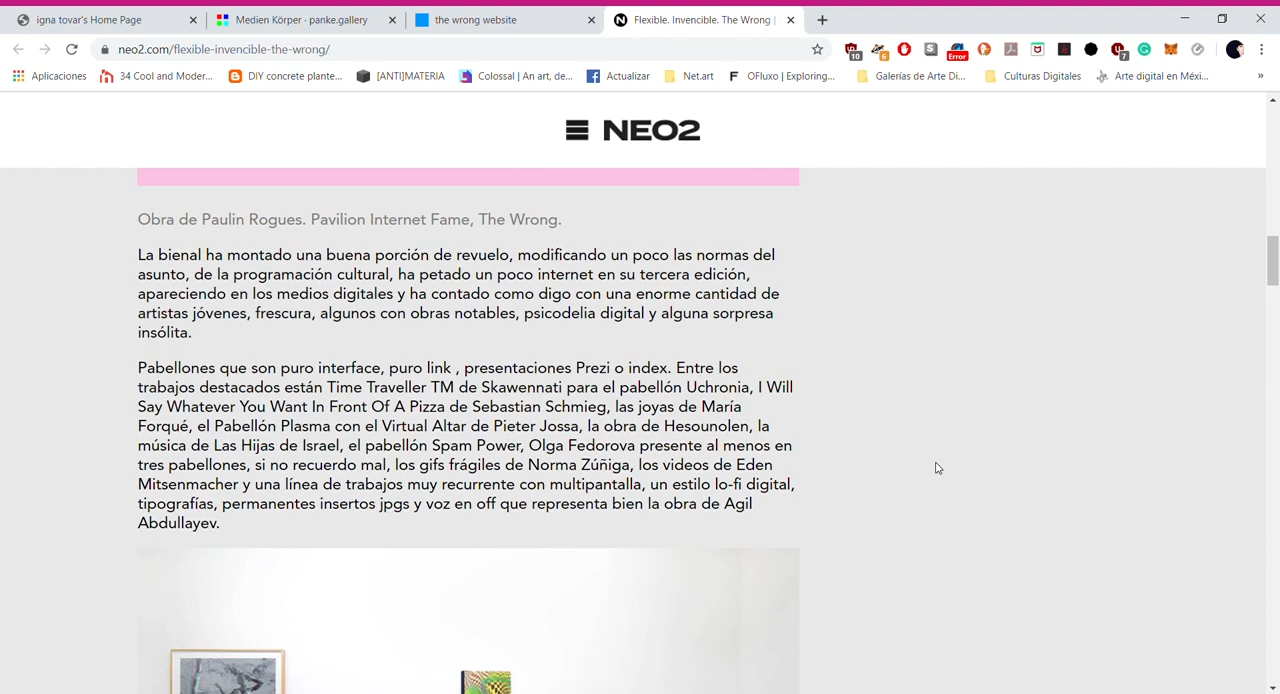 igna tovar's Home Page
Medien Körper · panke.gallery
the wrong website
Flexible. Invencible. The Wrong |
neo2.com/flexible-invencible-the-wrong/
10
6
Error
7
Aplicaciones
34 Cool and Moder...
DIY concrete plante...
[ANTI]MATERIA
Colossal | An art, de...
Actualizar
Net.art
OFluxo | Exploring...
Galerías de Arte Di...
Culturas Digitales
Arte digital en Méxi...
»
NEO2
Obra de Paulin Rogues. Pavilion Internet Fame, The Wrong.
La bienal ha montado una buena porción de revuelo, modificando un poco las normas del
asunto, de la programación cultural, ha petado un poco internet en su tercera edición,
apareciendo en los medios digitales y ha contado como digo con una enorme cantidad de
artistas jóvenes, frescura, algunos con obras notables, psicodelia digital y alguna sorpresa
insólita.
Pabellones que son puro interface, puro link , presentaciones Prezi o index. Entre los
trabajos destacados están Time Traveller TM de Skawennati para el pabellón Uchronia, I Will
Say Whatever You Want In Front Of A Pizza de Sebastian Schmieg, las joyas de María
Forqué, el Pabellón Plasma con el Virtual Altar de Pieter Jossa, la obra de Hesounolen, la
música de Las Hijas de Israel, el pabellón Spam Power, Olga Fedorova presente al menos en
tres pabellones, si no recuerdo mal, los gifs frágiles de Norma Zúñiga, los videos de Eden
Mitsenmacher y una línea de trabajos muy recurrente con multipantalla, un estilo lo-fi digital,
tipografías, permanentes insertos jpgs y voz en off que representa bien la obra de Agil
Abdullayev.